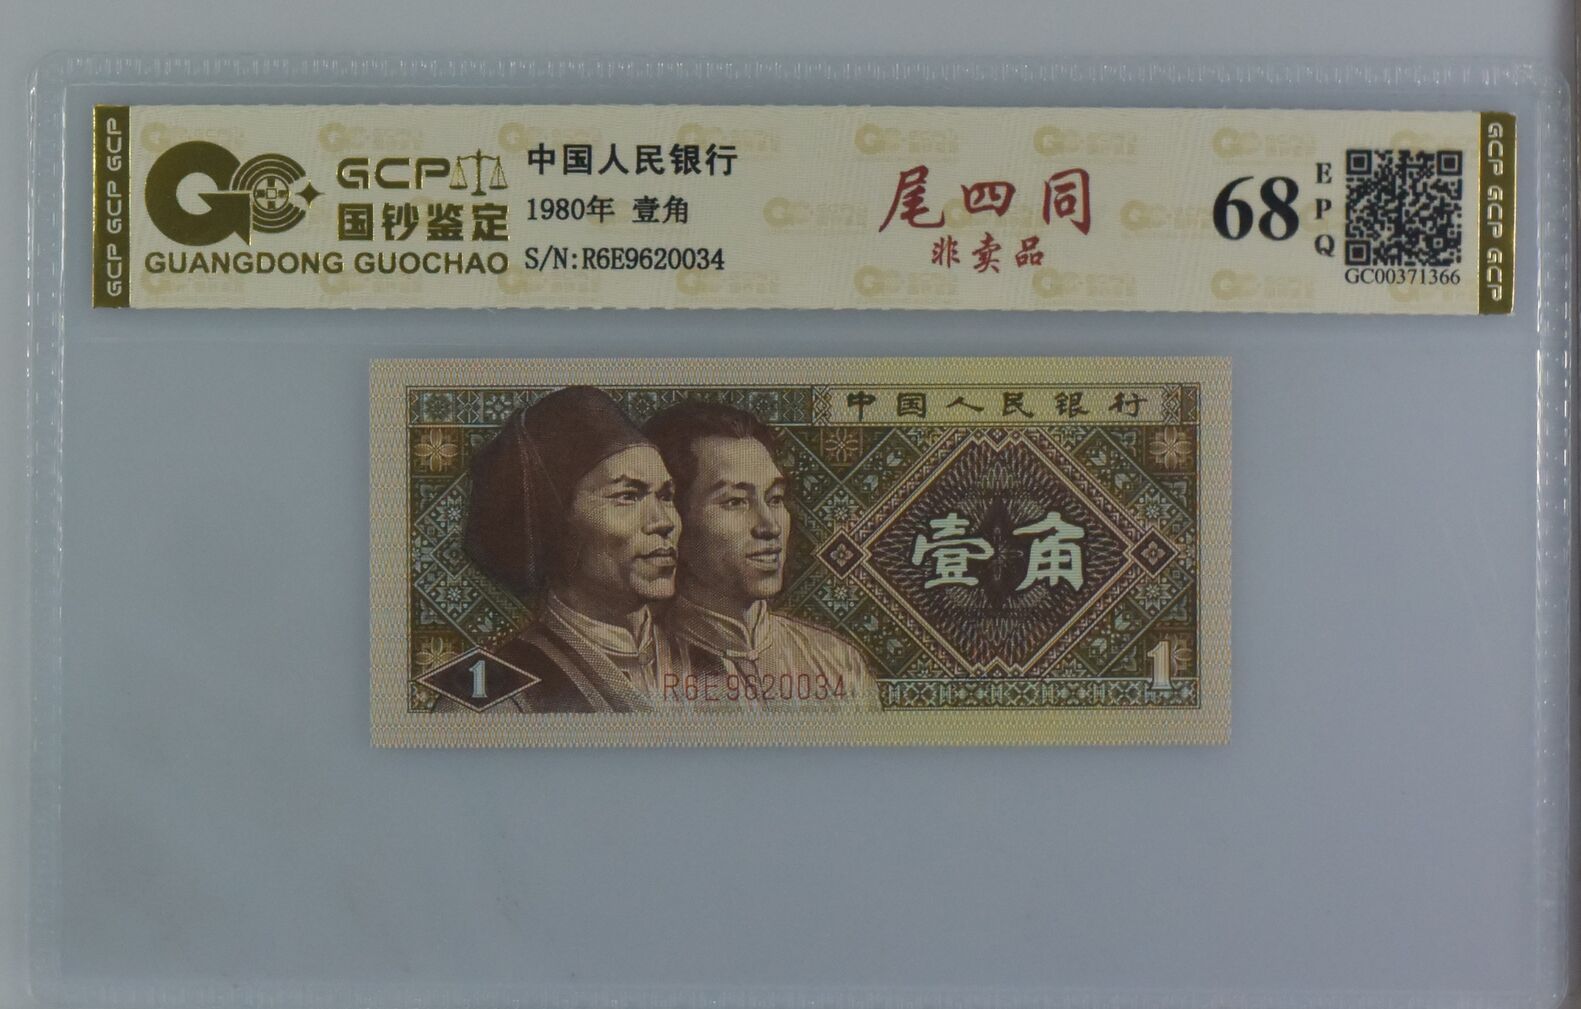 GCP GCP GCP
GCP
国钞鉴定
GUANGDONG GUOCHAO
中国人民银行
1980年 壹角
S/N:R6E9620034
尾四同
非卖品
68
EPQ
GC00371366
GCP GCP GCP
中国人民银行
壹角
1
R6E9620034
1